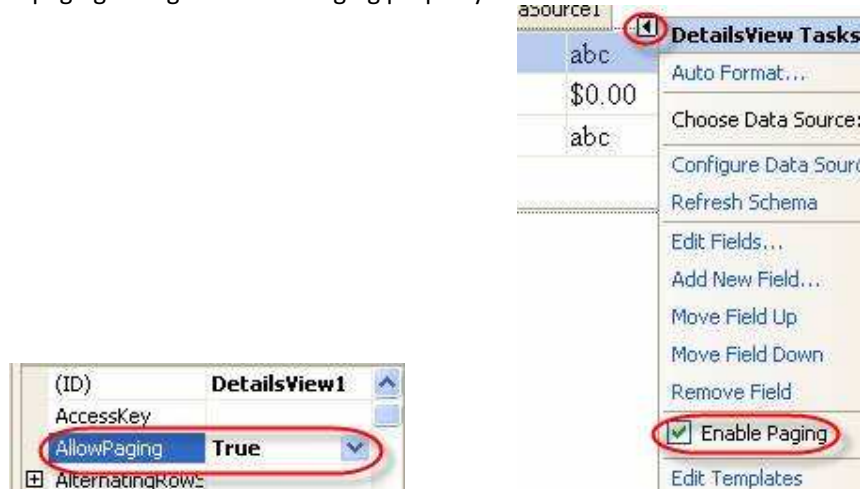 aSource1
DetailsView Tasks
abc
Auto Format...
$0.00
Choose Data Source:
abc
Configure Data Sourc
Refresh Schema
Edit Fields...
Add New Field...
Move Field Up
Move Field Down
Remove Field
Enable Paging
Edit Templates
(ID) DetailsView1
AccessKey
AllowPaging True
AlternatingRowS